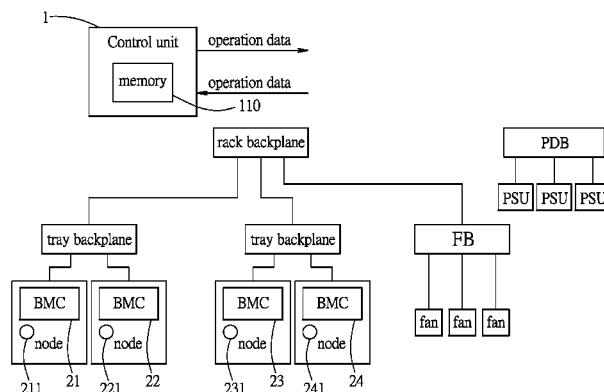 1
Control unit
operation data
memory
operation data
110
rack backplane
PDB
PSU PSU PSU
tray backplane
tray backplane
FB
BMC BMC BMC BMC
node node node node
fan fan fan
211 21 221 22 231 23 241 24